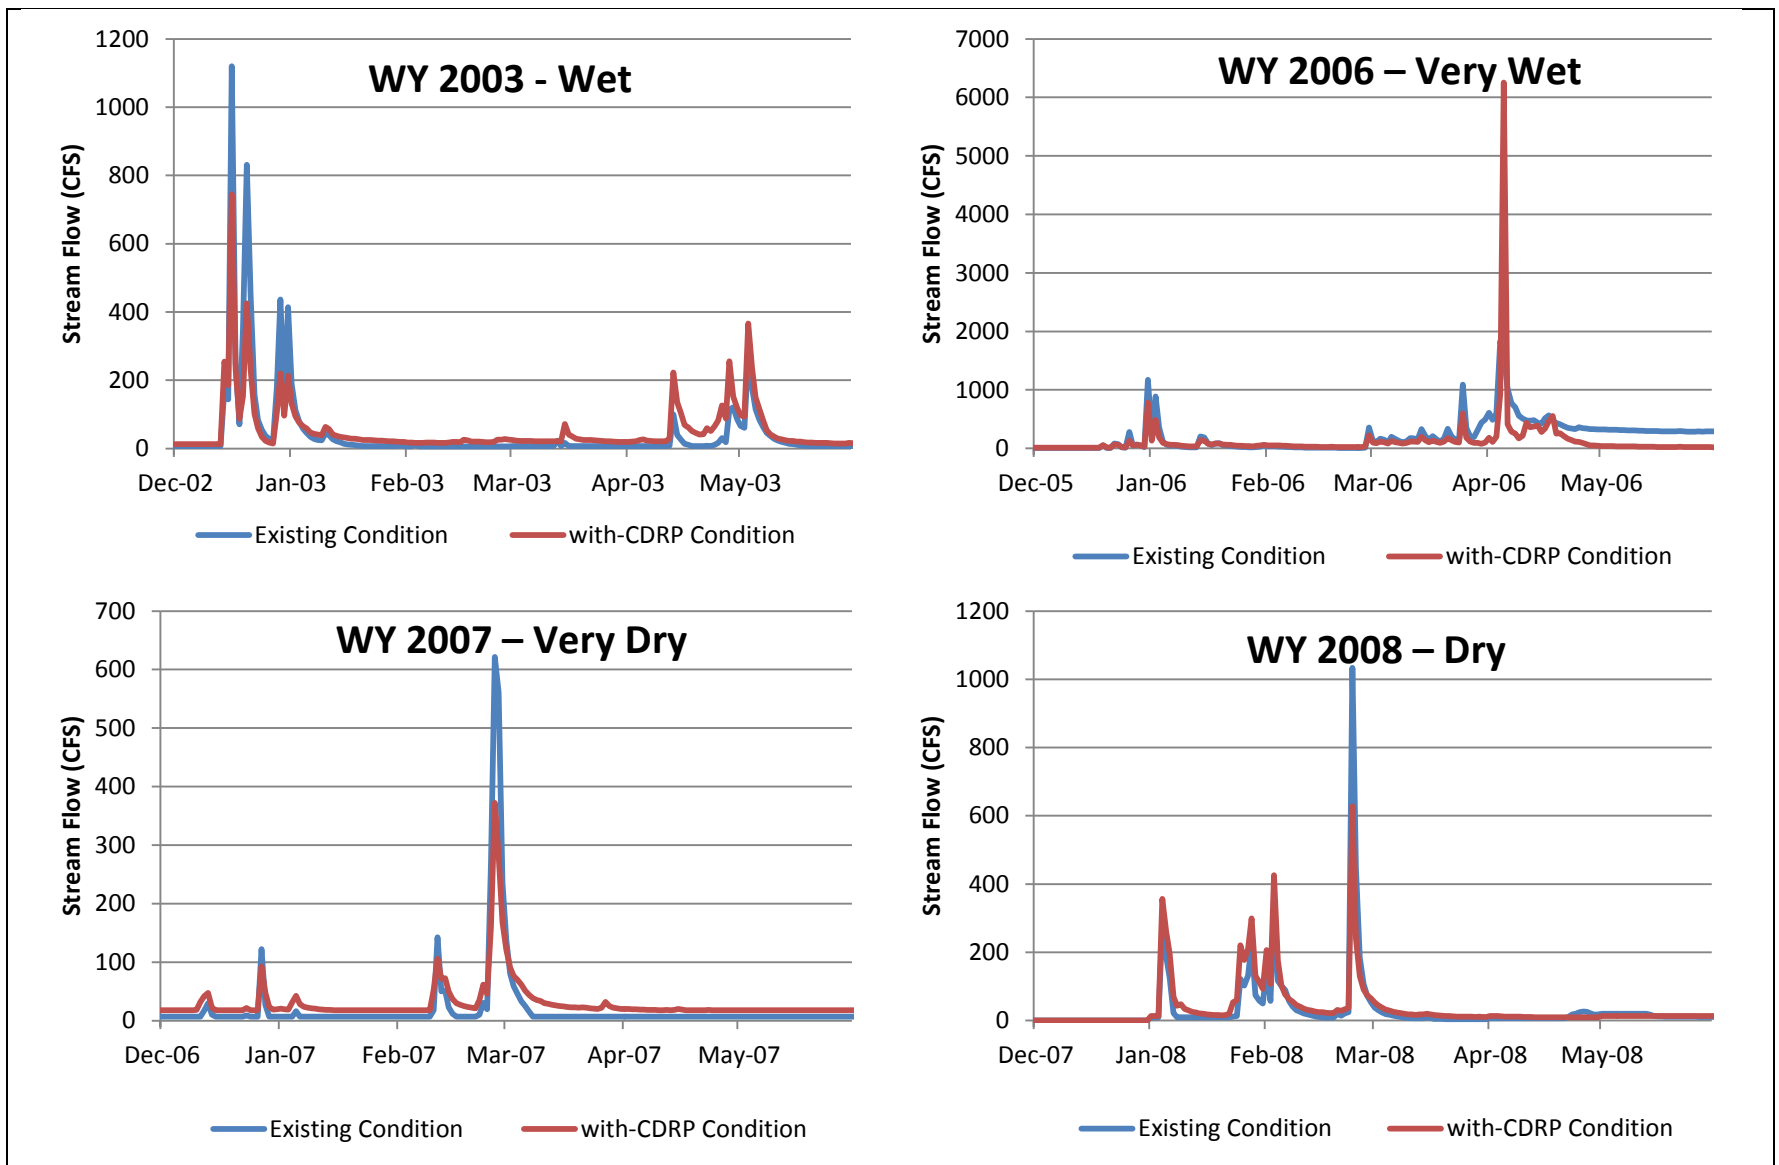 WY 2003 - Wet
Stream Flow (CFS)
1200
1000
800
600
400
200
0
Dec-02 Jan-03 Feb-03 Mar-03 Apr-03 May-03
Existing Condition with-CDRP Condition
WY 2006 – Very Wet
Stream Flow (CFS)
7000
6000
5000
4000
3000
2000
1000
0
Dec-05 Jan-06 Feb-06 Mar-06 Apr-06 May-06
Existing Condition with-CDRP Condition
WY 2007 – Very Dry
Stream Flow (CFS)
700
600
500
400
300
200
100
0
Dec-06 Jan-07 Feb-07 Mar-07 Apr-07 May-07
Existing Condition with-CDRP Condition
WY 2008 – Dry
Stream Flow (CFS)
1200
1000
800
600
400
200
0
Dec-07 Jan-08 Feb-08 Mar-08 Apr-08 May-08
Existing Condition with-CDRP Condition